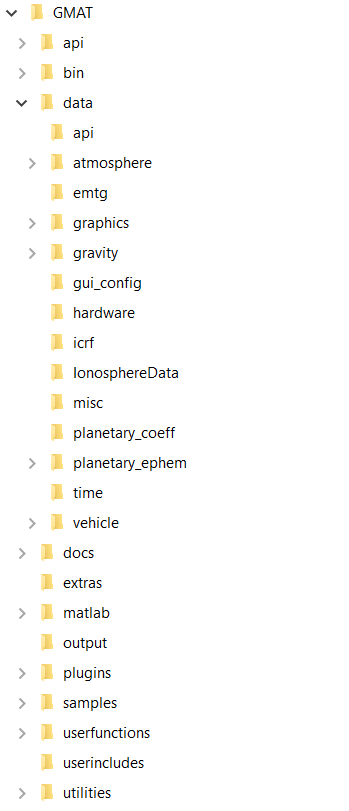 GMAT
api
bin
data
api
atmosphere
emtg
graphics
gravity
gui_config
hardware
icrf
IonosphereData
misc
planetary_coeff
planetary_ephem
time
vehicle
docs
extras
matlab
output
plugins
samples
userfunctions
userincludes
utilities